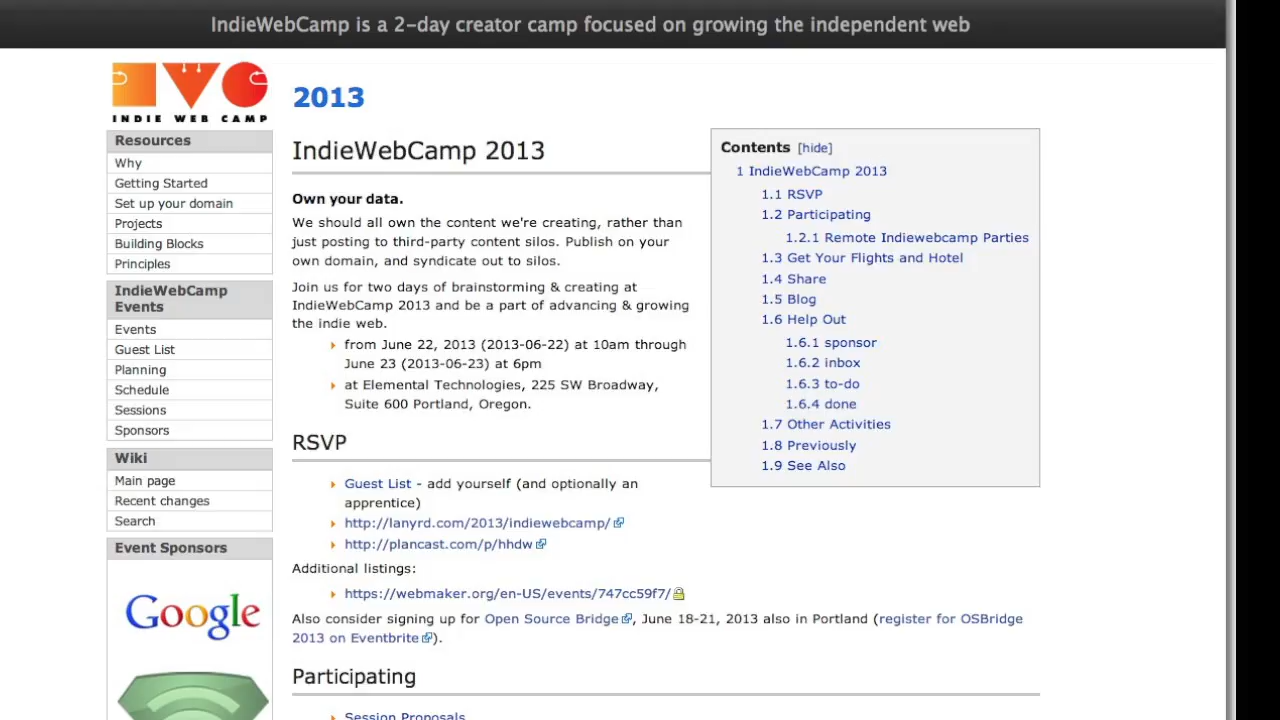 IndieWebCamp is a 2-day creator camp focused on growing the independent web
INDIE WEB CAMP
Resources
Why
Getting Started
Set up your domain
Projects
Building Blocks
Principles
IndieWebCamp
Events
Events
Guest List
Planning
Schedule
Sessions
Sponsors
Wiki
Main page
Recent changes
Search
Event Sponsors
Google
2013
IndieWebCamp 2013
Own your data.
We should all own the content we're creating, rather than
just posting to third-party content silos. Publish on your
own domain, and syndicate out to silos.
Join us for two days of brainstorming & creating at
IndieWebCamp 2013 and be a part of advancing & growing
the indie web.
from June 22, 2013 (2013-06-22) at 10am through
June 23 (2013-06-23) at 6pm
at Elemental Technologies, 225 SW Broadway,
Suite 600 Portland, Oregon.
Contents [hide]
1 IndieWebCamp 2013
1.1 RSVP
1.2 Participating
1.2.1 Remote Indiewebcamp Parties
1.3 Get Your Flights and Hotel
1.4 Share
1.5 Blog
1.6 Help Out
1.6.1 sponsor
1.6.2 inbox
1.6.3 to-do
1.6.4 done
1.7 Other Activities
1.8 Previously
1.9 See Also
RSVP
Guest List - add yourself (and optionally an
apprentice)
http://lanyrd.com/2013/indiewebcamp/
http://plancast.com/p/hhdw
Additional listings:
https://webmaker.org/en-US/events/747cc59f7/
Also consider signing up for Open Source Bridge, June 18-21, 2013 also in Portland (register for OSBridge
2013 on Eventbrite).
Participating
Session Proposals